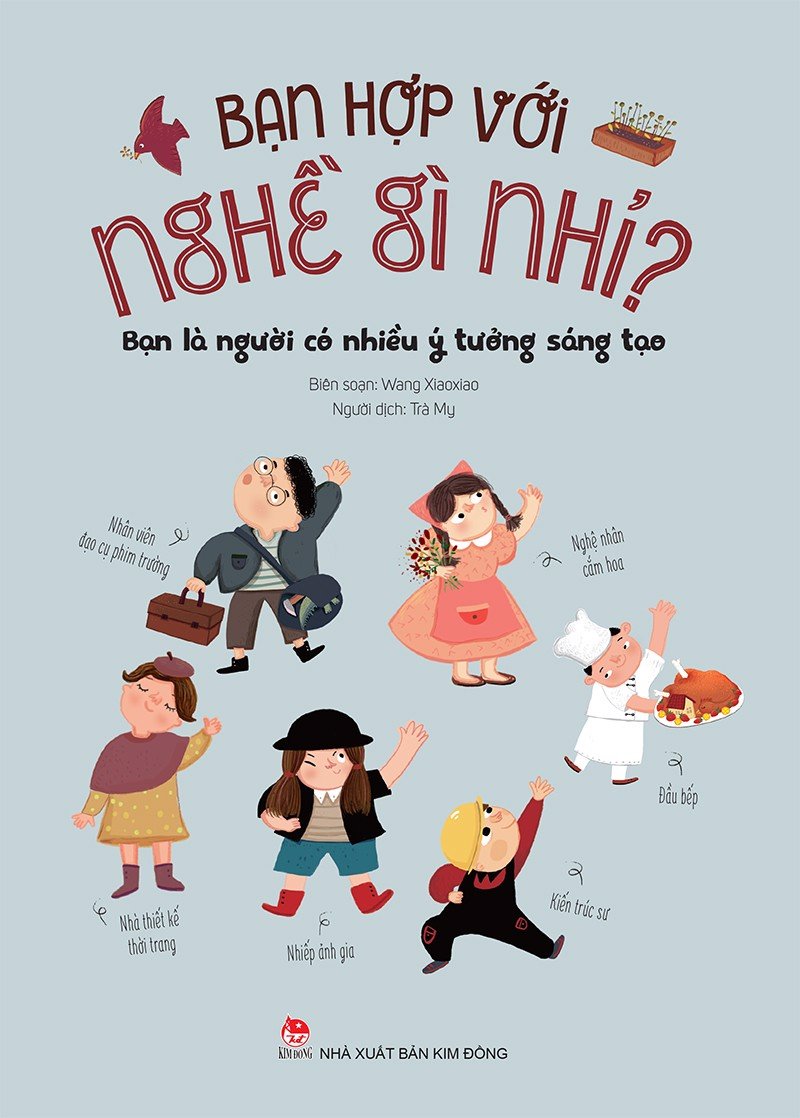 BẠN HỢP VỚI
NGHỀ GÌ NHỈ?
Bạn là người có nhiều ý tưởng sáng tạo
Biên soạn: Wang Xiaoxiao
Người dịch: Trà My
Nhân viên
đạo cụ phim trường
Nghệ nhân
cắm hoa
Đầu bếp
Kiến trúc sư
Nhà thiết kế
thời trang
Nhiếp ảnh gia
KIM ĐỒNG
NHÀ XUẤT BẢN KIM ĐỒNG